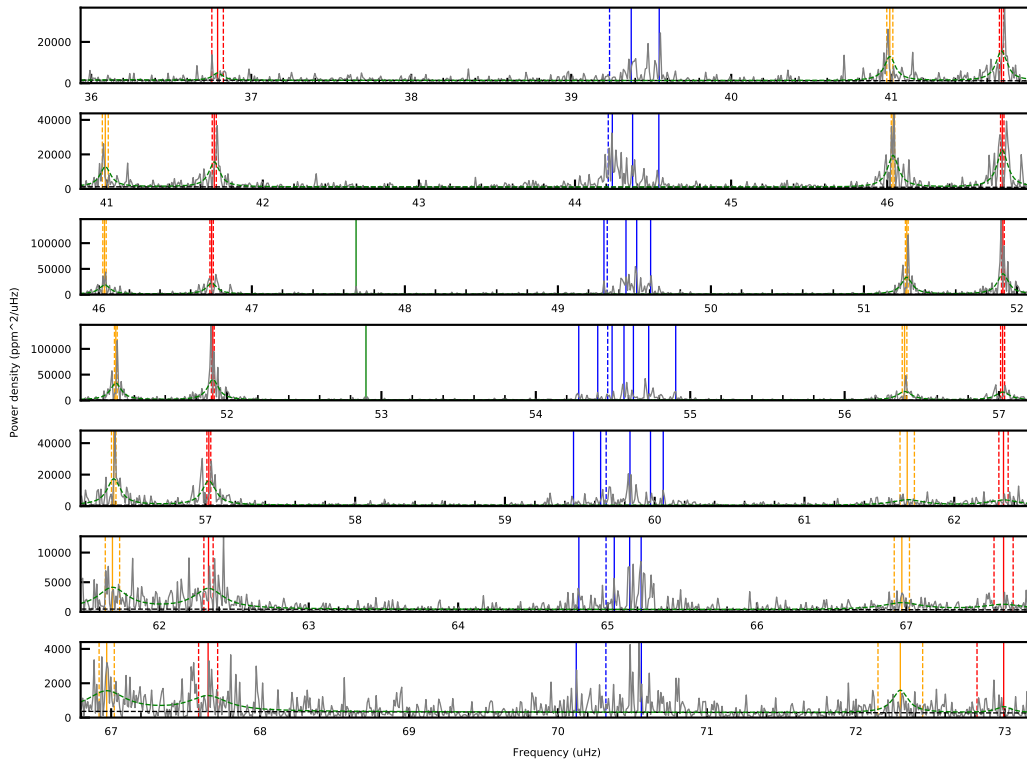 20000
0
36 37 38 39 40 41
40000
20000
0
41 42 43 44 45 46
100000
50000
0
46 47 48 49 50 51 52
100000
50000
0
52 53 54 55 56 57
Power density (ppm^2/uHz)
40000
20000
0
57 58 59 60 61 62
10000
5000
0
62 63 64 65 66 67
4000
2000
0
67 68 69 70 71 72 73
Frequency (uHz)